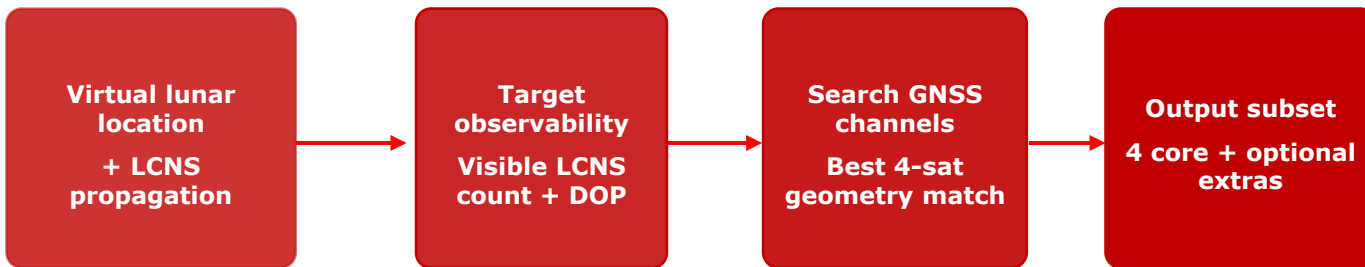 Virtual lunar
location
+ LCNS
propagation
Target
observability
Visible LCNS
count + DOP
Search GNSS
channels
Best 4-sat
geometry match
Output subset
4 core + optional
extras